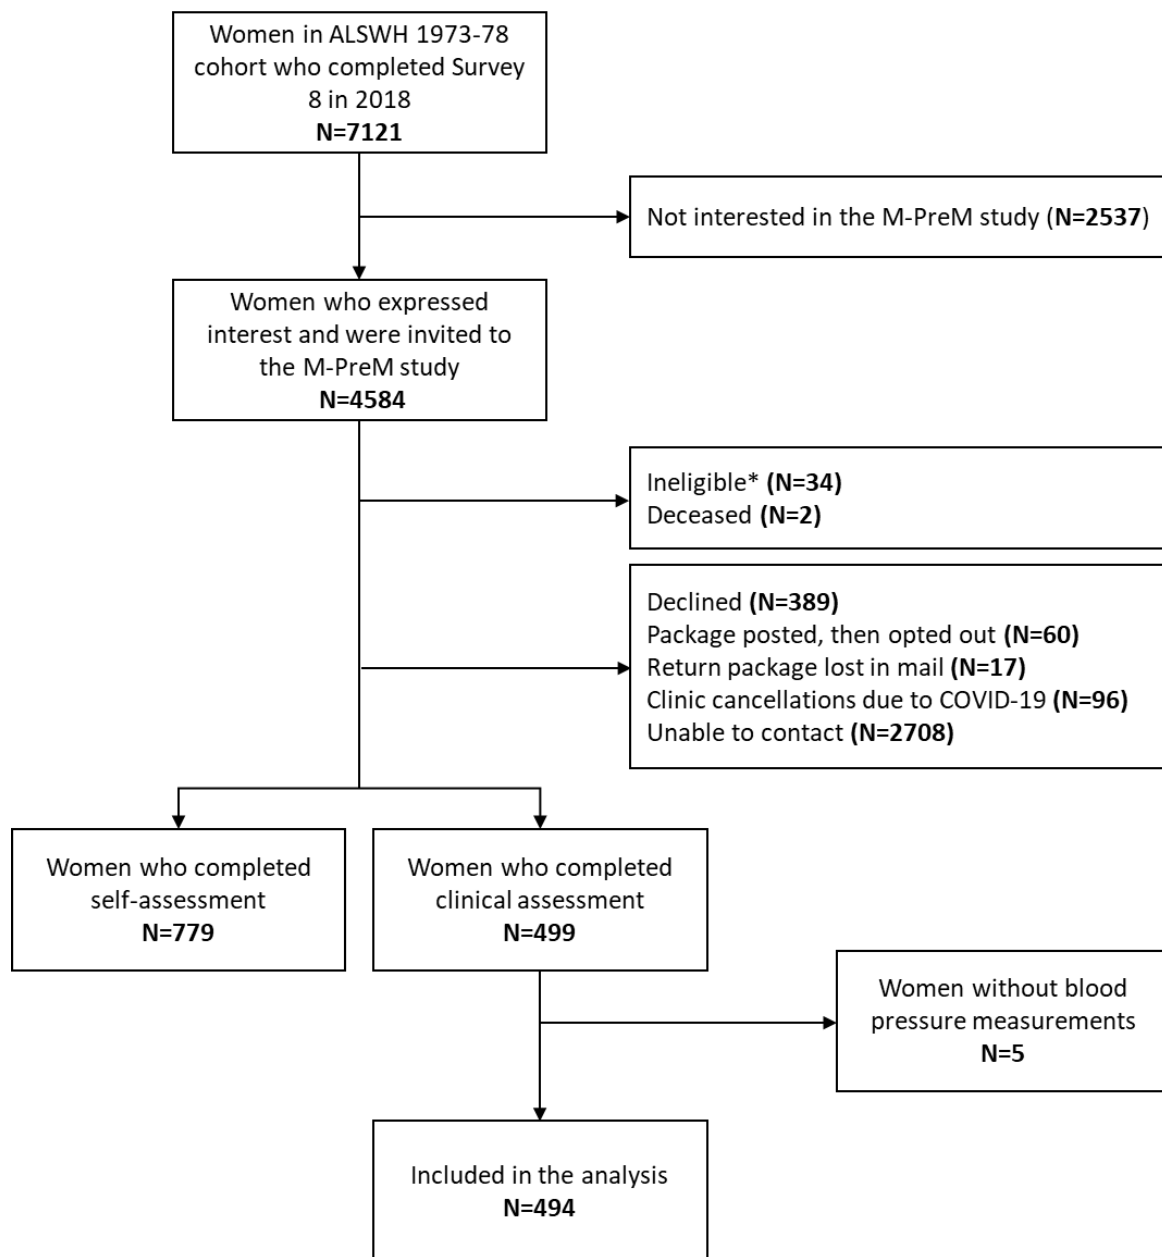 Women in ALSWH 1973-78
cohort who completed Survey
8 in 2018
N=7121
Not interested in the M-PreM study (N=2537)
Women who expressed
interest and were invited to
the M-PreM study
N=4584
Ineligible* (N=34)
Deceased (N=2)
Declined (N=389)
Package posted, then opted out (N=60)
Return package lost in mail (N=17)
Clinic cancellations due to COVID-19 (N=96)
Unable to contact (N=2708)
Women who completed
self-assessment
N=779
Women who completed
clinical assessment
N=499
Women without blood
pressure measurements
N=5
Included in the analysis
N=494